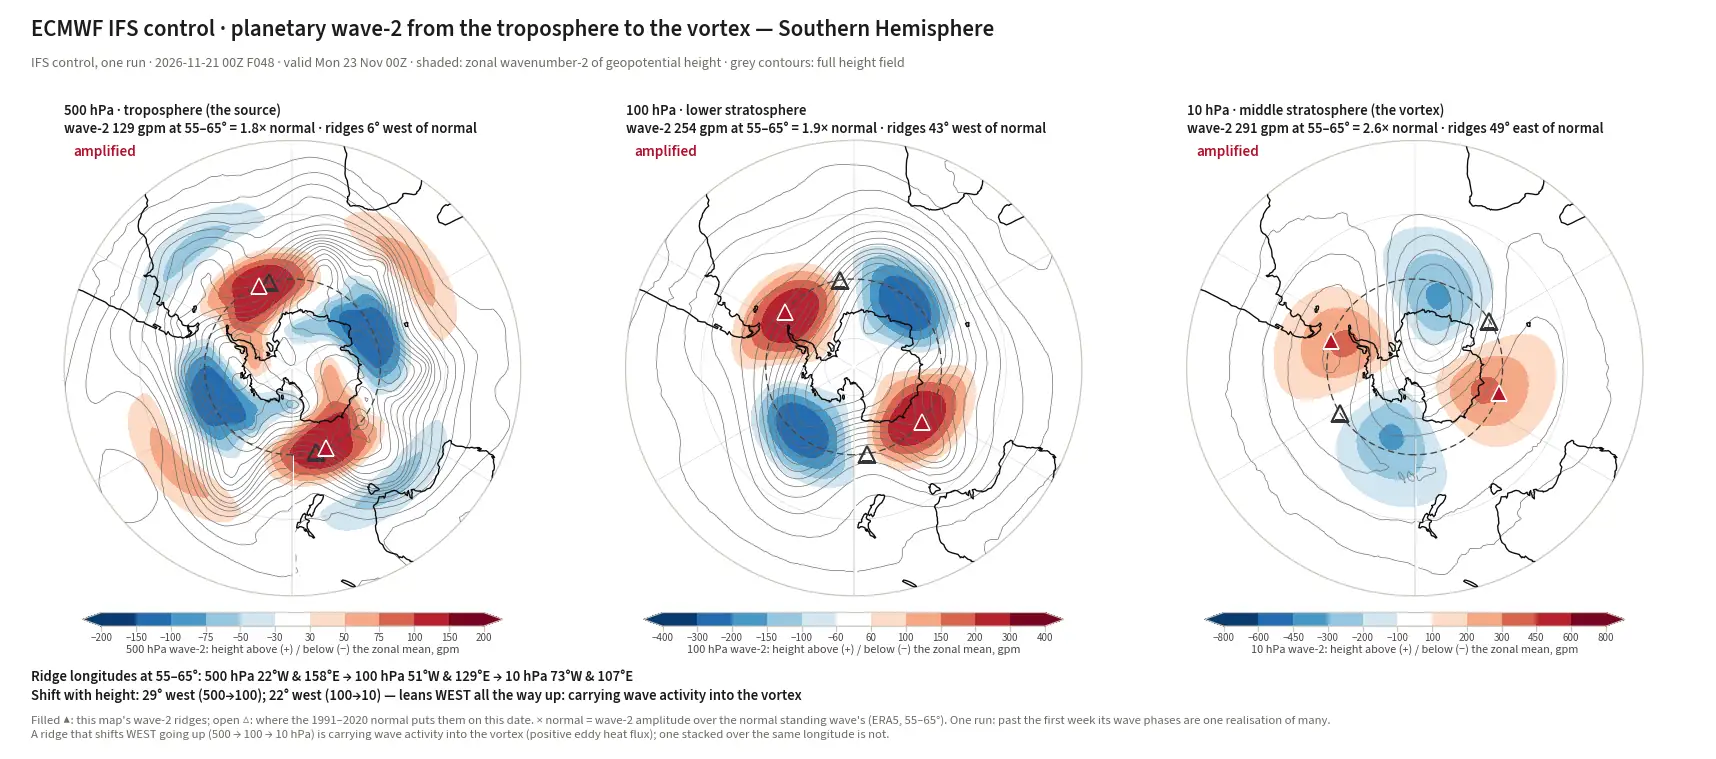 ECMWF IFS control · planetary wave-2 from the troposphere to the vortex — Southern Hemisphere
IFS control, one run · 2026-11-21 00Z F048 · valid Mon 23 Nov 00Z · shaded: zonal wavenumber-2 of geopotential height · grey contours: full height field
500 hPa · troposphere (the source)
wave-2 129 gpm at 55–65° = 1.8× normal · ridges 6° west of normal
amplified
100 hPa · lower stratosphere
wave-2 254 gpm at 55–65° = 1.9× normal · ridges 43° west of normal
amplified
10 hPa · middle stratosphere (the vortex)
wave-2 291 gpm at 55–65° = 2.6× normal · ridges 49° east of normal
amplified
−200 −150 −100 −75 −50 −30 30 50 75 100 150 200
500 hPa wave-2: height above (+) / below (−) the zonal mean, gpm
−400 −300 −200 −150 −100 −60 60 100 150 200 300 400
100 hPa wave-2: height above (+) / below (−) the zonal mean, gpm
−800 −600 −450 −300 −200 −100 100 200 300 450 600 800
10 hPa wave-2: height above (+) / below (−) the zonal mean, gpm
Ridge longitudes at 55–65°: 500 hPa 22°W & 158°E → 100 hPa 51°W & 129°E → 10 hPa 73°W & 107°E
Shift with height: 29° west (500→100); 22° west (100→10) — leans WEST all the way up: carrying wave activity into the vortex
Filled ▲: this map's wave-2 ridges; open △: where the 1991–2020 normal puts them on this date. × normal = wave-2 amplitude over the normal standing wave's (ERA5, 55–65°). One run: past the first week its wave phases are one realisation of many.
A ridge that shifts WEST going up (500 → 100 → 10 hPa) is carrying wave activity into the vortex (positive eddy heat flux); one stacked over the same longitude is not.